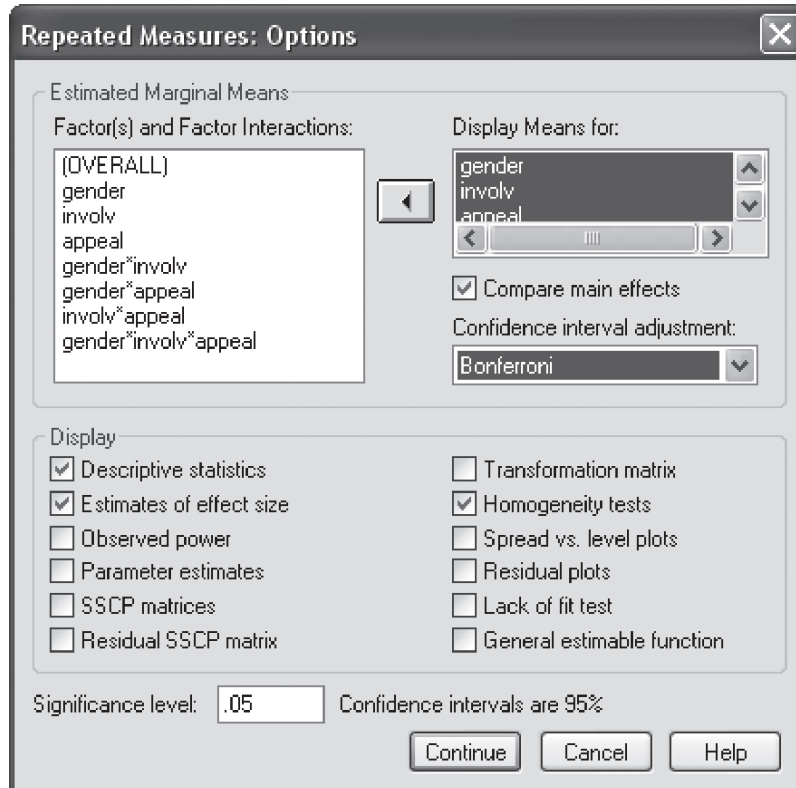 Repeated Measures: Options
Estimated Marginal Means
Factor(s) and Factor Interactions:
(OVERALL)
gender
involv
appeal
gender*involv
gender*appeal
involv*appeal
gender*involv*appeal
Display Means for:
gender
involv
appeal
Compare main effects
Confidence interval adjustment:
Bonferroni
Display
Descriptive statistics
Estimates of effect size
Observed power
Parameter estimates
SSCP matrices
Residual SSCP matrix
Transformation matrix
Homogeneity tests
Spread vs. level plots
Residual plots
Lack of fit test
General estimable function
Significance level: .05 Confidence intervals are 95%
Continue Cancel Help